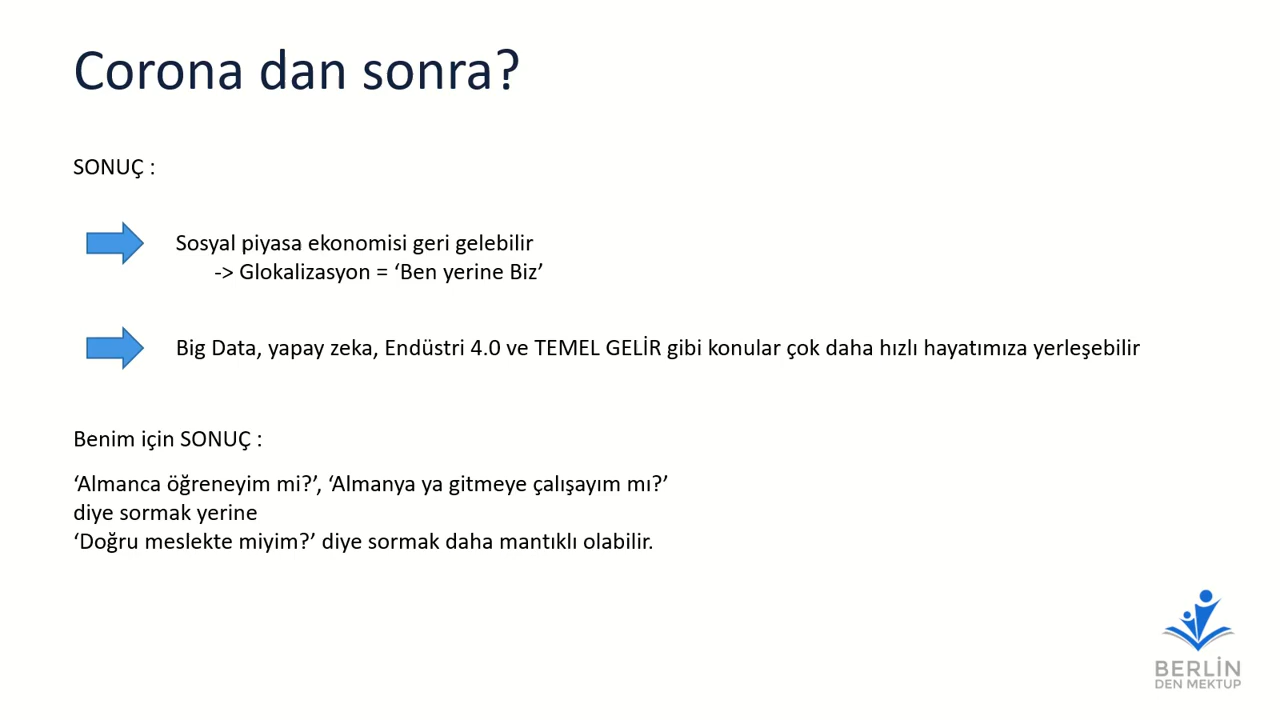 Corona dan sonra?
SONUÇ :
Sosyal piyasa ekonomisi geri gelebilir
-> Glokalizasyon = ‘Ben yerine Biz’
Big Data, yapay zeka, Endüstri 4.0 ve TEMEL GELİR gibi konular çok daha hızlı hayatımıza yerleşebilir
Benim için SONUÇ :
‘Almanca öğreneyim mi?’, ‘Almanya ya gitmeye çalışayım mı?’
diye sormak yerine
‘Doğru meslekte miyim?’ diye sormak daha mantıklı olabilir.
BERLİN
DEN MEKTUP